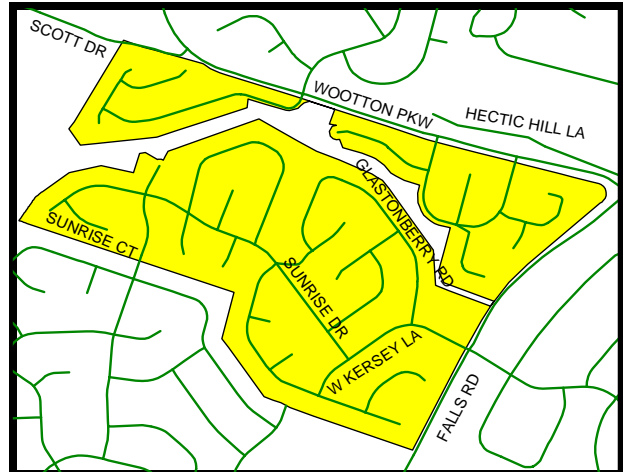 SCOTT DR
WOOTTON PKW
HECTIC HILL LA
GLASTONBERRY RD
SUNRISE CT
SUNRISE DR
W KERSEY LA
FALLS RD